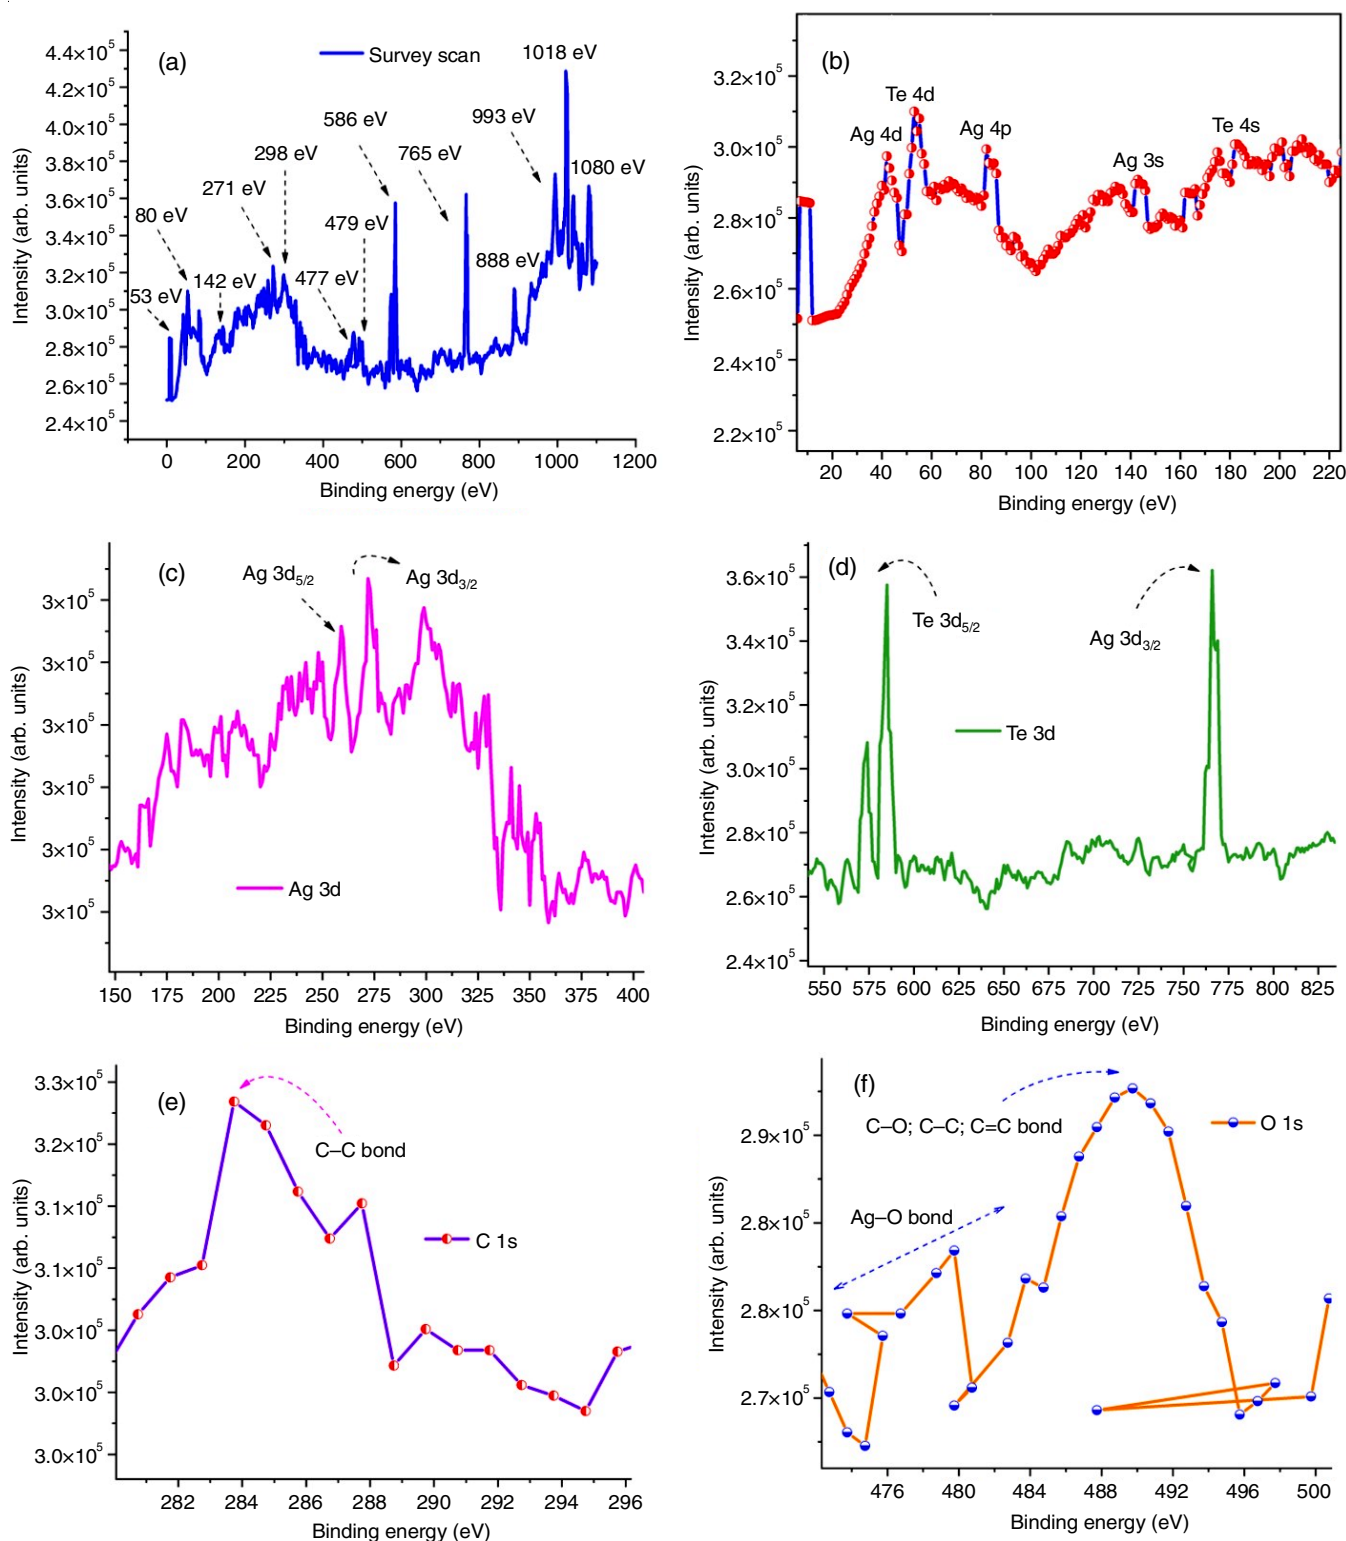 (a)
Survey scan
1018 eV
993 eV
586 eV
765 eV
1080 eV
298 eV
271 eV
80 eV
479 eV
142 eV
477 eV
888 eV
53 eV
4.4×10⁵
4.2×10⁵
4.0×10⁵
3.8×10⁵
3.6×10⁵
3.4×10⁵
3.2×10⁵
3.0×10⁵
2.8×10⁵
2.6×10⁵
2.4×10⁵
Intensity (arb. units)
0 200 400 600 800 1000 1200
Binding energy (eV)
(b)
Te 4d
Ag 4d
Ag 4p
Te 4s
Ag 3s
3.2×10⁵
3.0×10⁵
2.8×10⁵
2.6×10⁵
2.4×10⁵
2.2×10⁵
Intensity (arb. units)
20 40 60 80 100 120 140 160 180 200 220
Binding energy (eV)
(c)
Ag 3d5/2
Ag 3d3/2
Ag 3d
3×10⁵
3×10⁵
3×10⁵
3×10⁵
3×10⁵
3×10⁵
Intensity (arb. units)
150 175 200 225 250 275 300 325 350 375 400
Binding energy (eV)
(d)
Te 3d5/2
Ag 3d3/2
Te 3d
3.6×10⁵
3.4×10⁵
3.2×10⁵
3.0×10⁵
2.8×10⁵
2.6×10⁵
2.4×10⁵
Intensity (arb. units)
550 575 600 625 650 675 700 725 750 775 800 825
Binding energy (eV)
(e)
C–C bond
C 1s
3.3×10⁵
3.2×10⁵
3.1×10⁵
3.1×10⁵
3.0×10⁵
3.0×10⁵
3.0×10⁵
Intensity (arb. units)
282 284 286 288 290 292 294 296
Binding energy (eV)
(f)
C–O; C–C; C=C bond
O 1s
Ag–O bond
2.9×10⁵
2.8×10⁵
2.8×10⁵
2.7×10⁵
Intensity (arb. units)
476 480 484 488 492 496 500
Binding energy (eV)